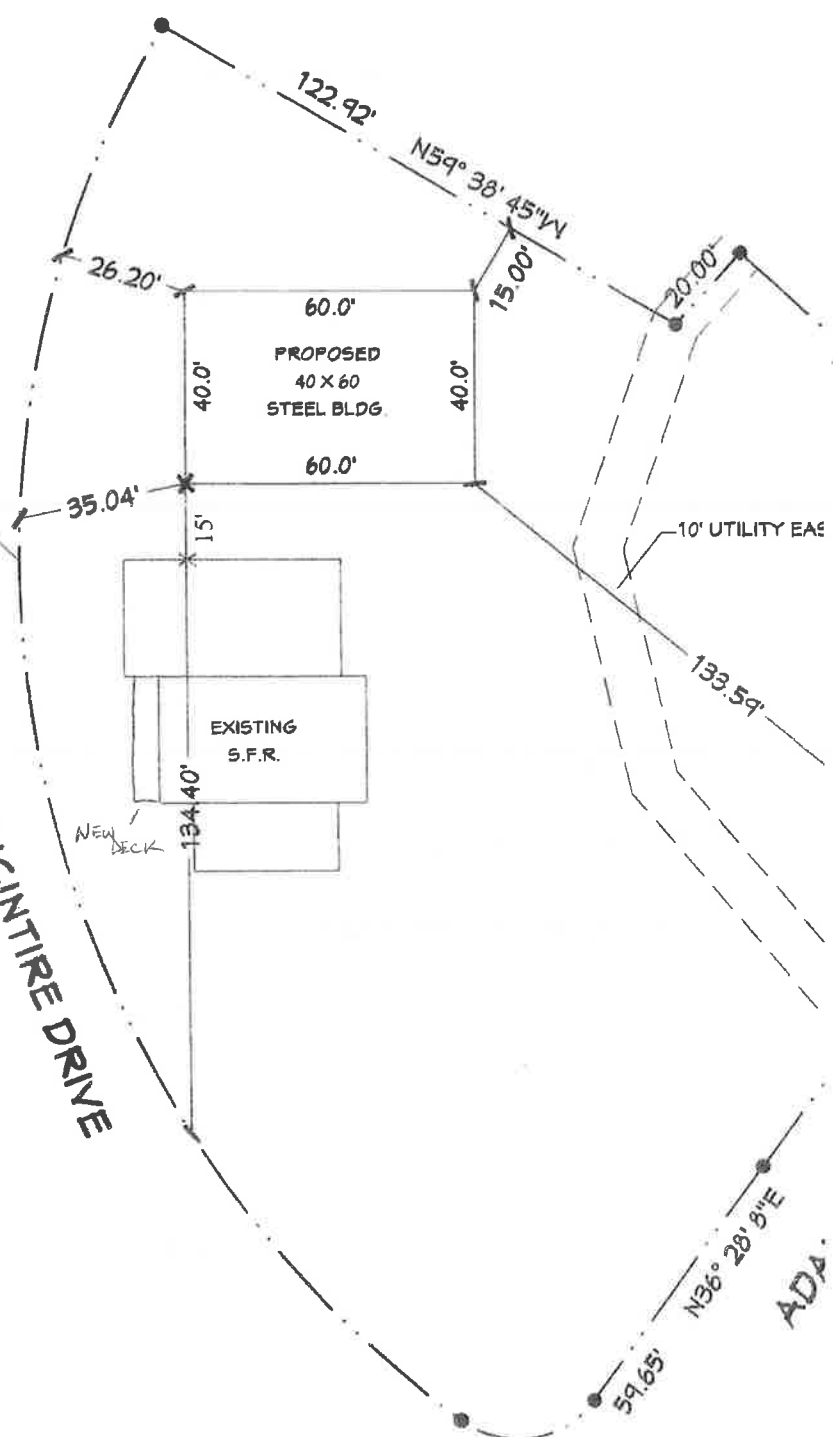 122.92'
N59° 38' 45"W
26.20'
60.0'
15.00'
20.00'
PROPOSED
40 X 60
STEEL BLDG.
40.0'
40.0'
60.0'
35.04'
15'
10' UTILITY EAS
133.59'
EXISTING
S.F.R.
134.40'
NEW
DECK
CINTIRE DRIVE
N36° 28' 8"E
59.65'
ADA